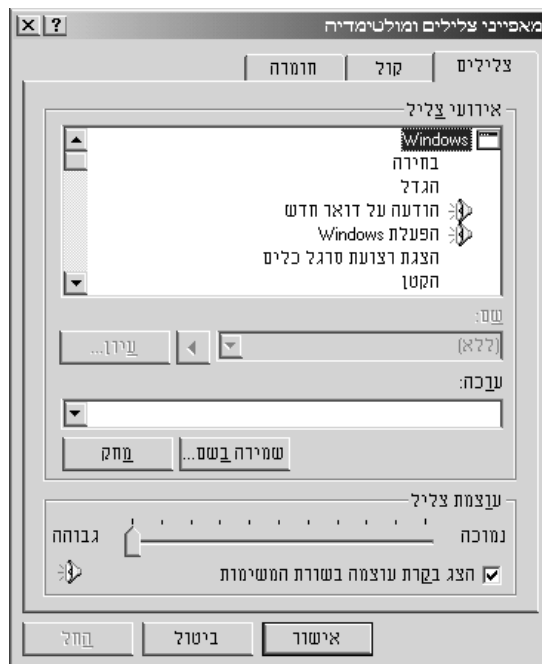 מאפייני צלילים ומולטימדיה
צלילים
קול
חומרה
אירועי צליל
Windows
בחירה
הגדל
הודעה על דואר חדש
הפעלת Windows
הצגת רצועת סרגל כלים
הקטן
שם:
(ללא)
עיון...
ערכה:
שמירה בשם...
מחק
עוצמת צליל
נמוכה
גבוהה
הצג בקרת עוצמה בשורת המשימות
אישור
ביטול
החל